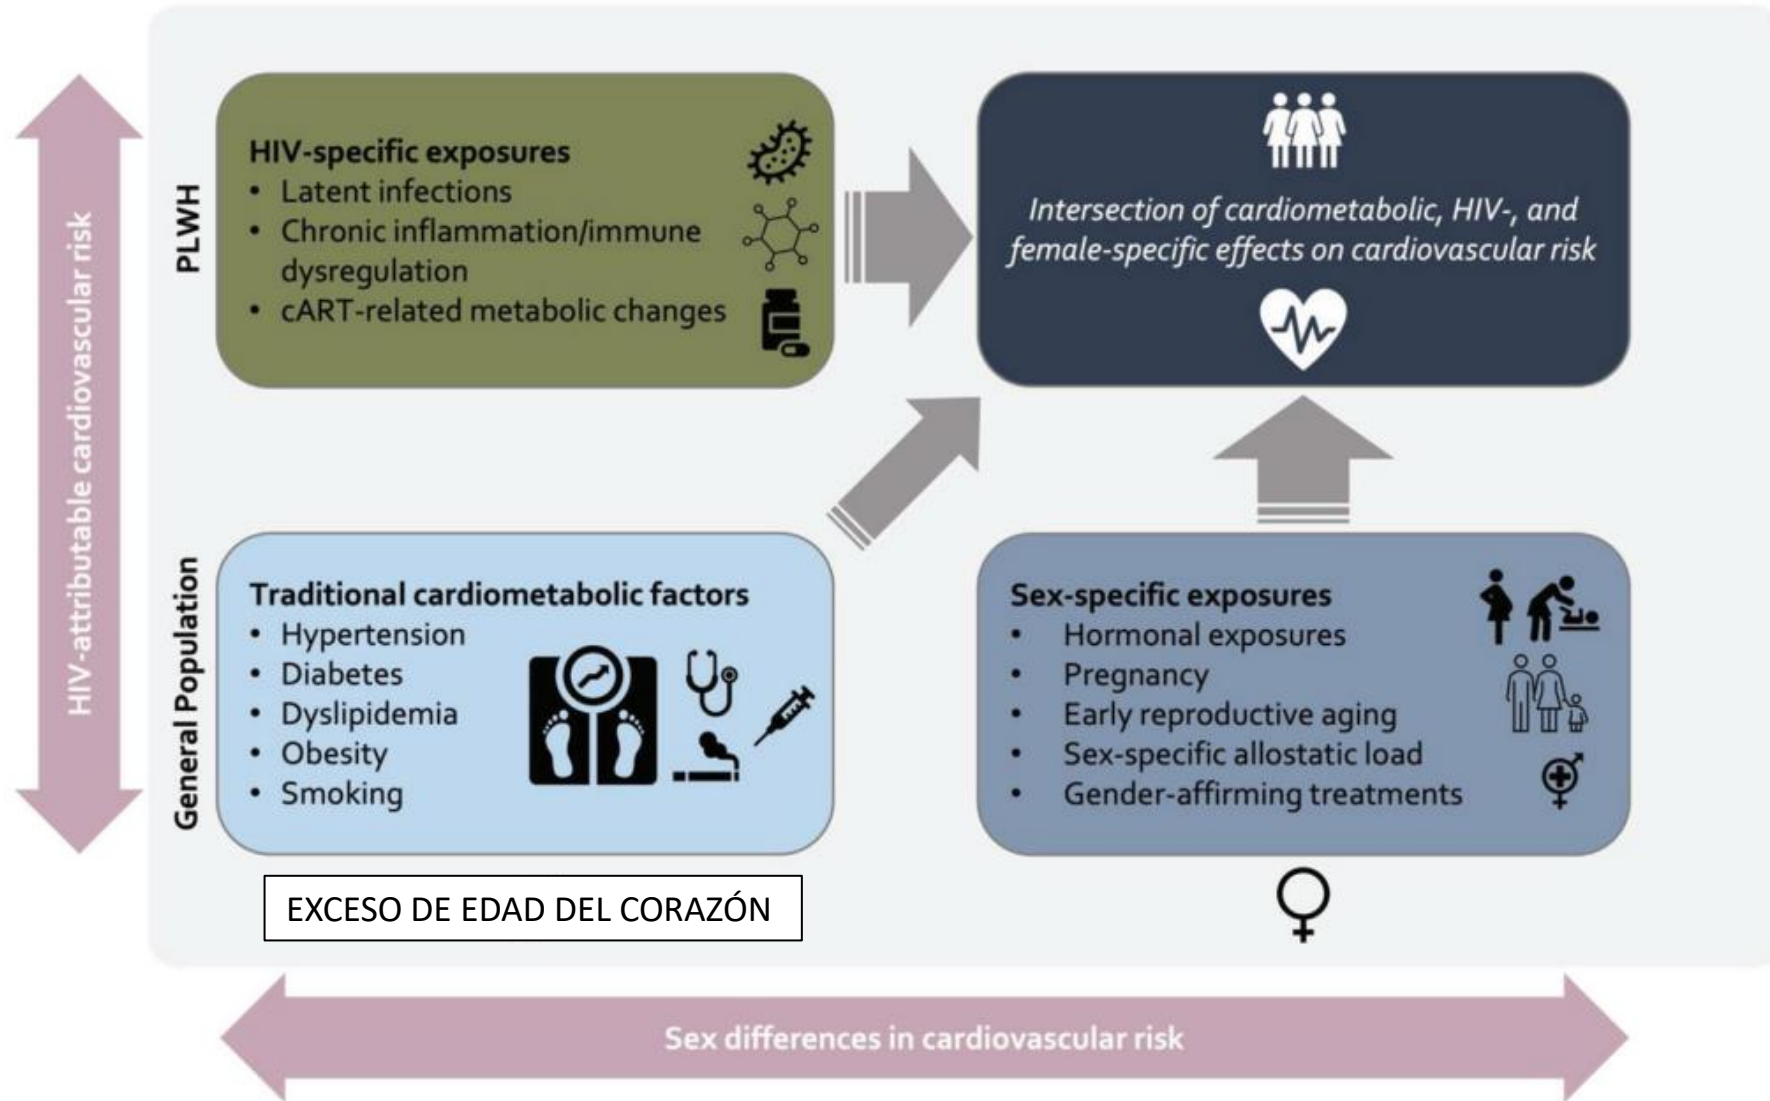 HIV-attributable cardiovascular risk
PLWH
HIV-specific exposures
• Latent infections
• Chronic inflammation/immune
dysregulation
• cART-related metabolic changes
Intersection of cardiometabolic, HIV-, and
female-specific effects on cardiovascular risk
General Population
Traditional cardiometabolic factors
• Hypertension
• Diabetes
• Dyslipidemia
• Obesity
• Smoking
Sex-specific exposures
• Hormonal exposures
• Pregnancy
• Early reproductive aging
• Sex-specific allostatic load
• Gender-affirming treatments
EXCESO DE EDAD DEL CORAZÓN
Sex differences in cardiovascular risk